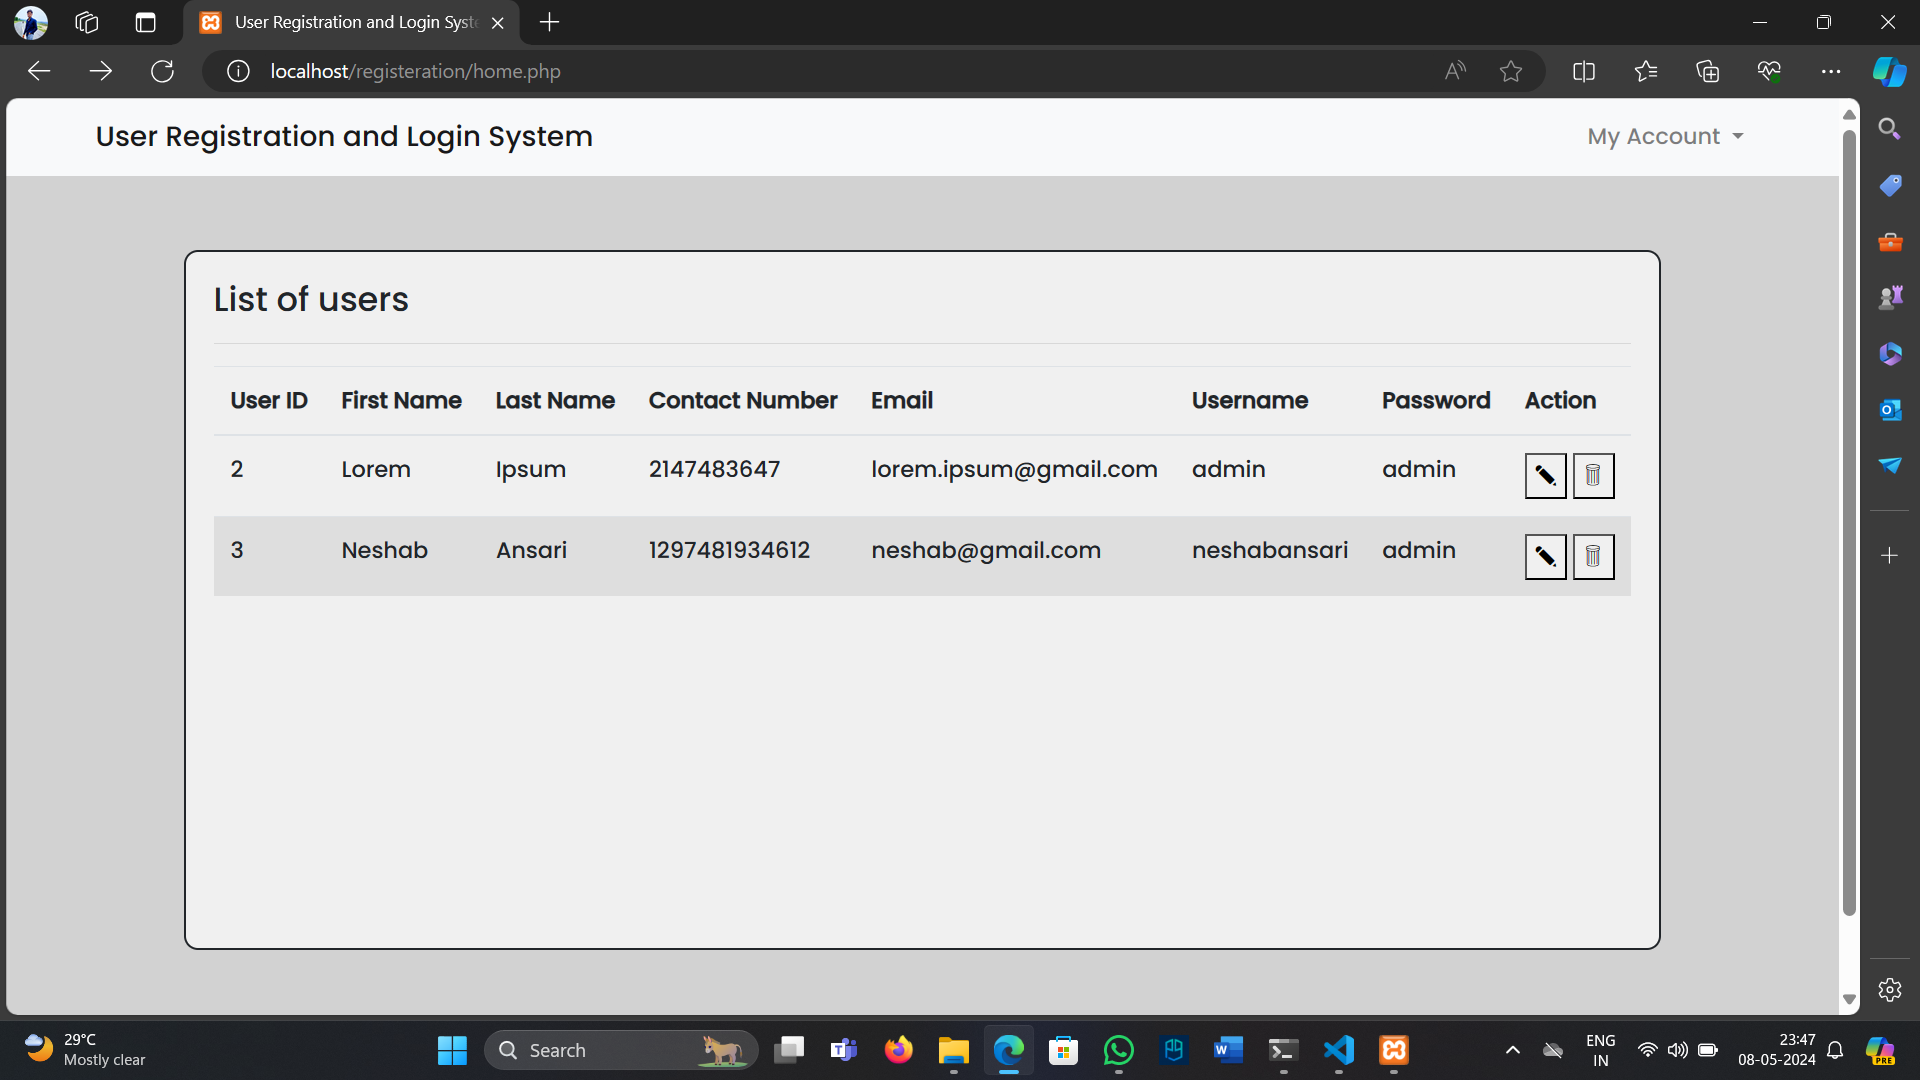 User Registration and Login Syst
localhost/registeration/home.php
User Registration and Login System
My Account
List of users
User ID First Name Last Name Contact Number Email Username Password Action
2 Lorem Ipsum 2147483647 lorem.ipsum@gmail.com admin admin
3 Neshab Ansari 1297481934612 neshab@gmail.com neshabansari admin
29°C
Mostly clear
Search
ENG
IN
23:47
08-05-2024
PRE